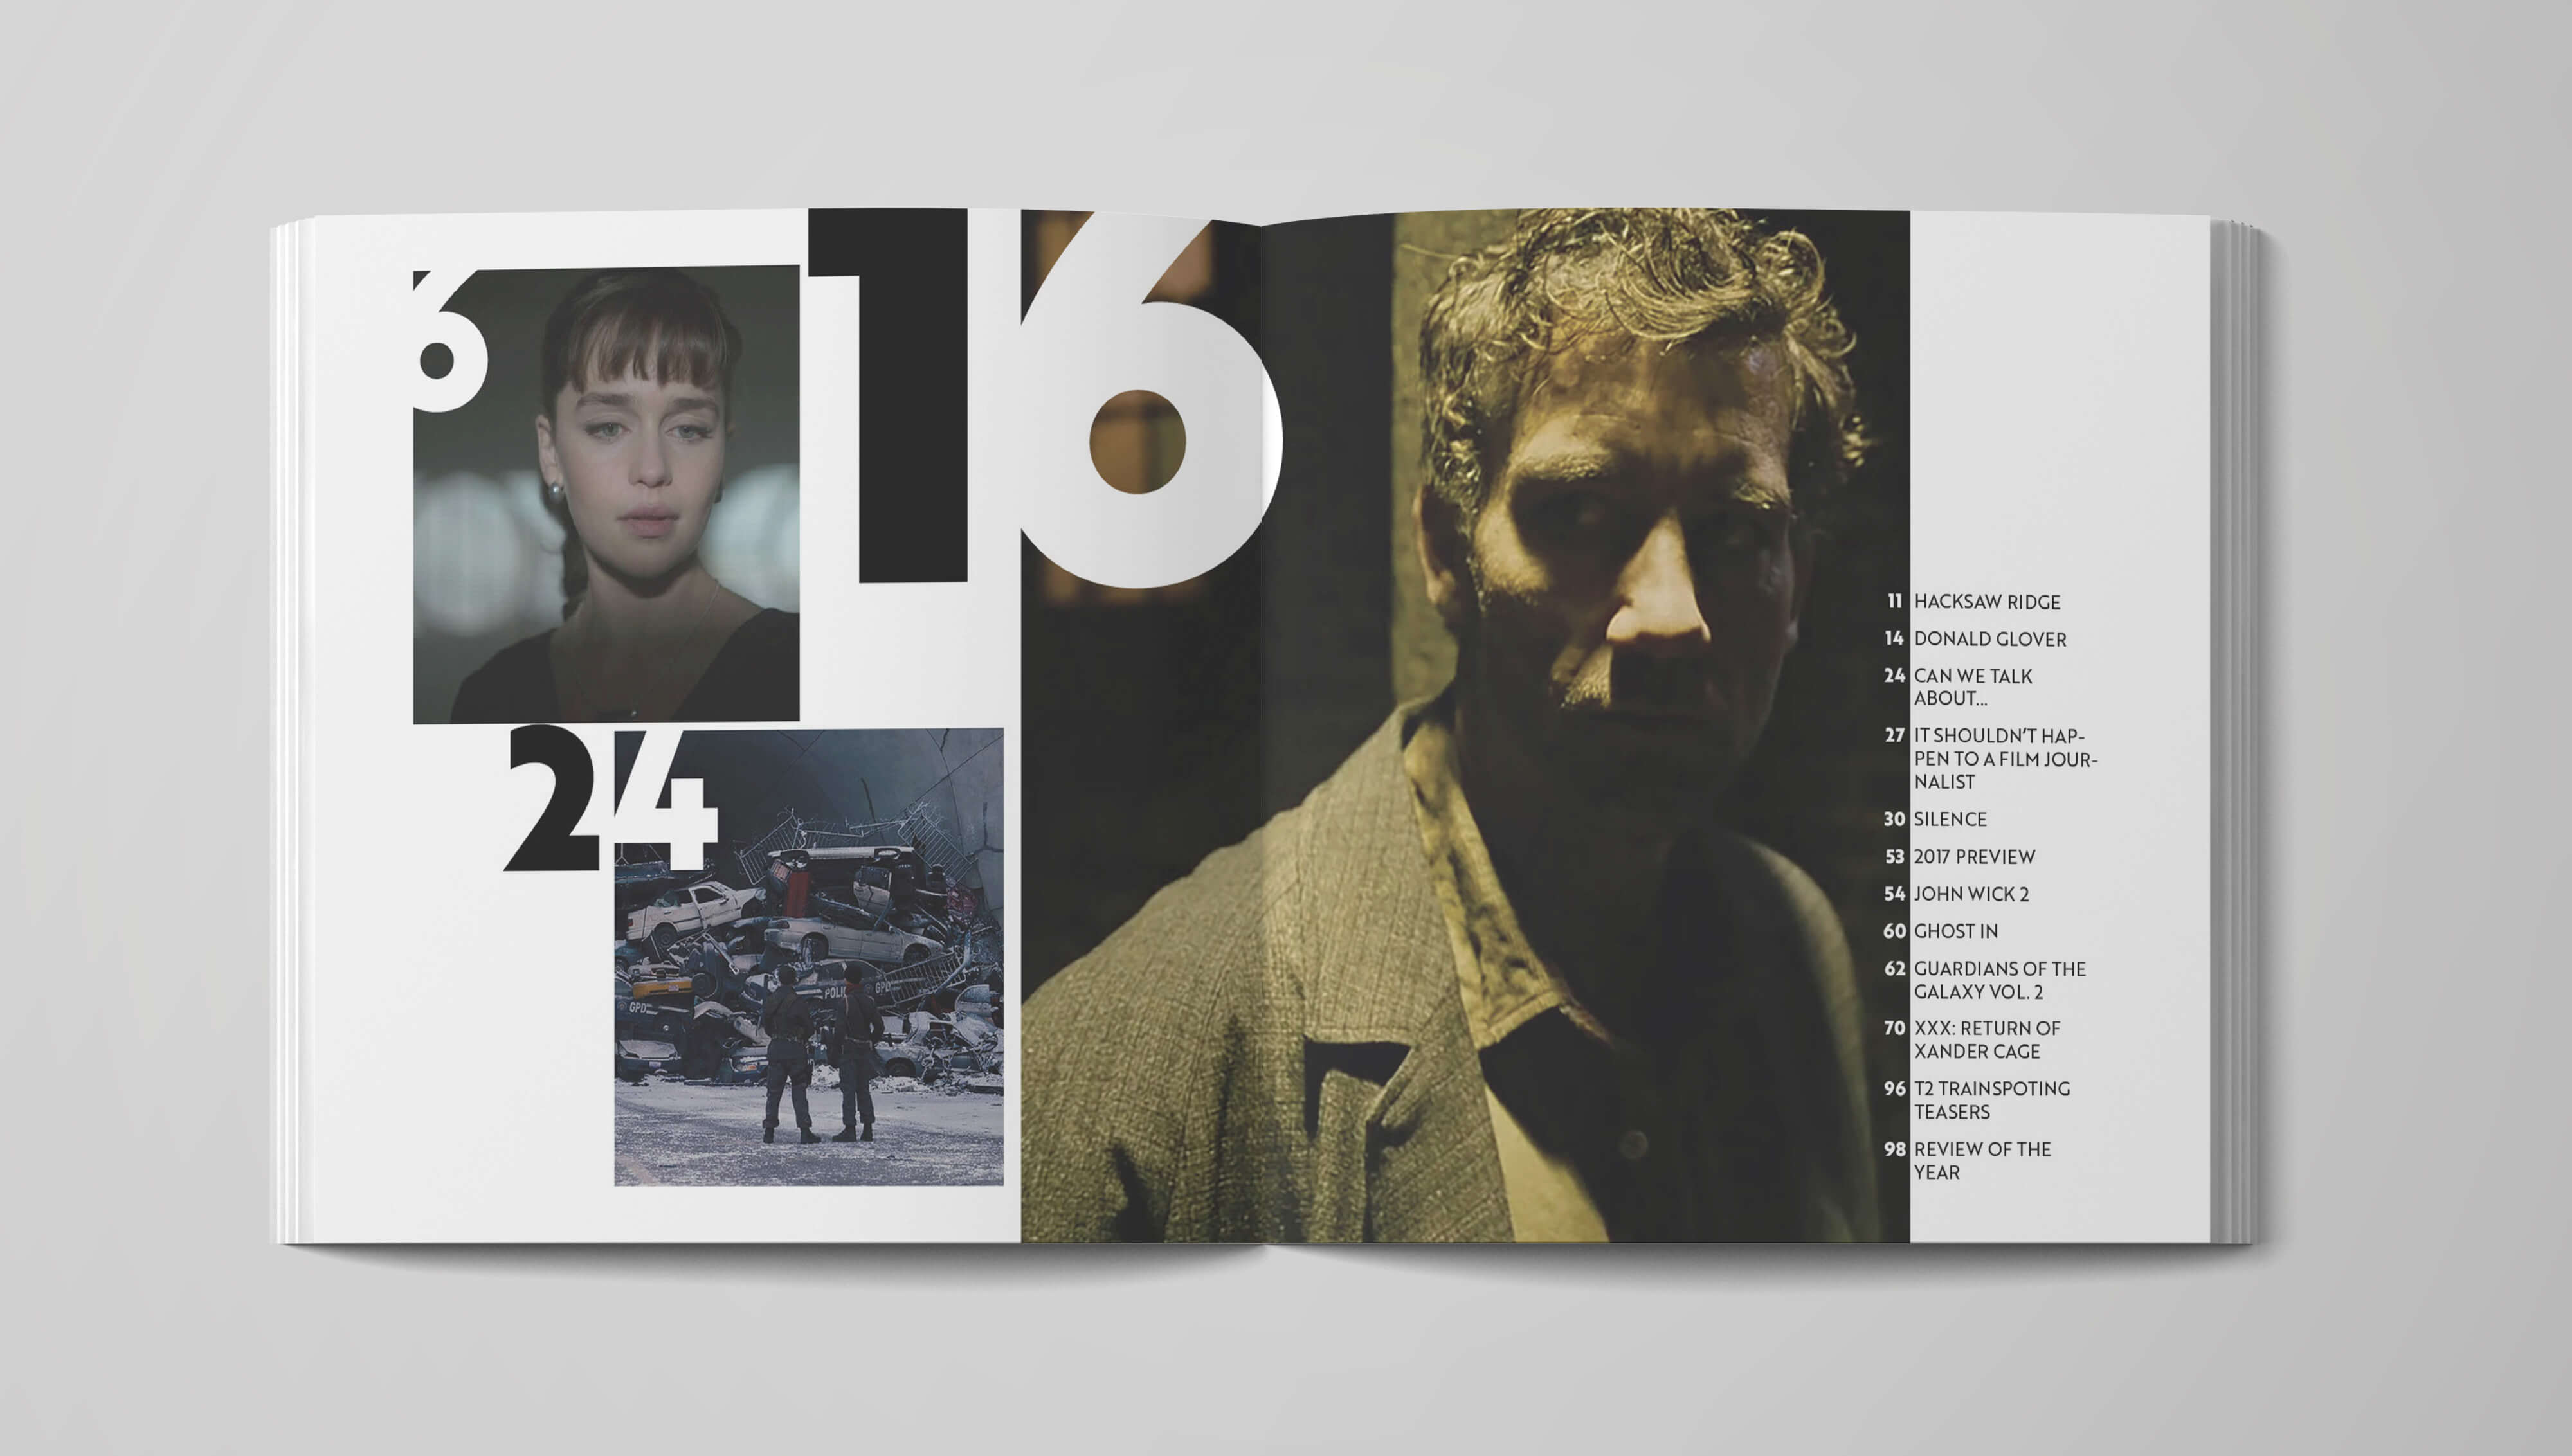 6
16
24
POLIC
GPD
GPD
11 HACKSAW RIDGE
14 DONALD GLOVER
24 CAN WE TALK
ABOUT...
27 IT SHOULDN'T HAP-
PEN TO A FILM JOUR-
NALIST
30 SILENCE
53 2017 PREVIEW
54 JOHN WICK 2
60 GHOST IN
62 GUARDIANS OF THE
GALAXY VOL. 2
70 XXX: RETURN OF
XANDER CAGE
96 T2 TRAINSPOTING
TEASERS
98 REVIEW OF THE
YEAR